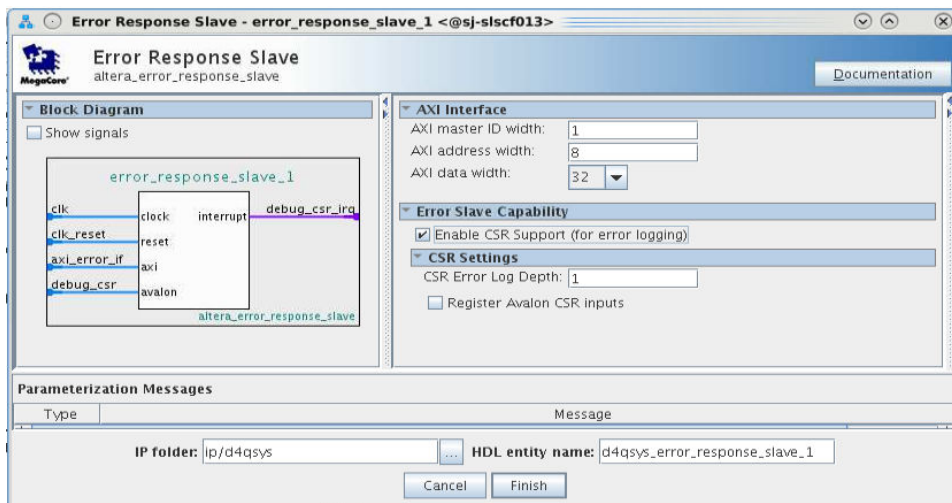 Error Response Slave - error_response_slave_1 <@sj-slscf013>
MegaCore®
Error Response Slave
altera_error_response_slave
Documentation
Block Diagram
Show signals
error_response_slave_1
clk
clock
interrupt
debug_csr_irq
clk_reset
reset
axi_error_if
axi
debug_csr
avalon
altera_error_response_slave
AXI Interface
AXI master ID width: 1
AXI address width: 8
AXI data width: 32
Error Slave Capability
Enable CSR Support (for error logging)
CSR Settings
CSR Error Log Depth: 1
Register Avalon CSR inputs
Parameterization Messages
Type Message
IP folder: ip/d4qsys ... HDL entity name: d4qsys_error_response_slave_1
Cancel Finish